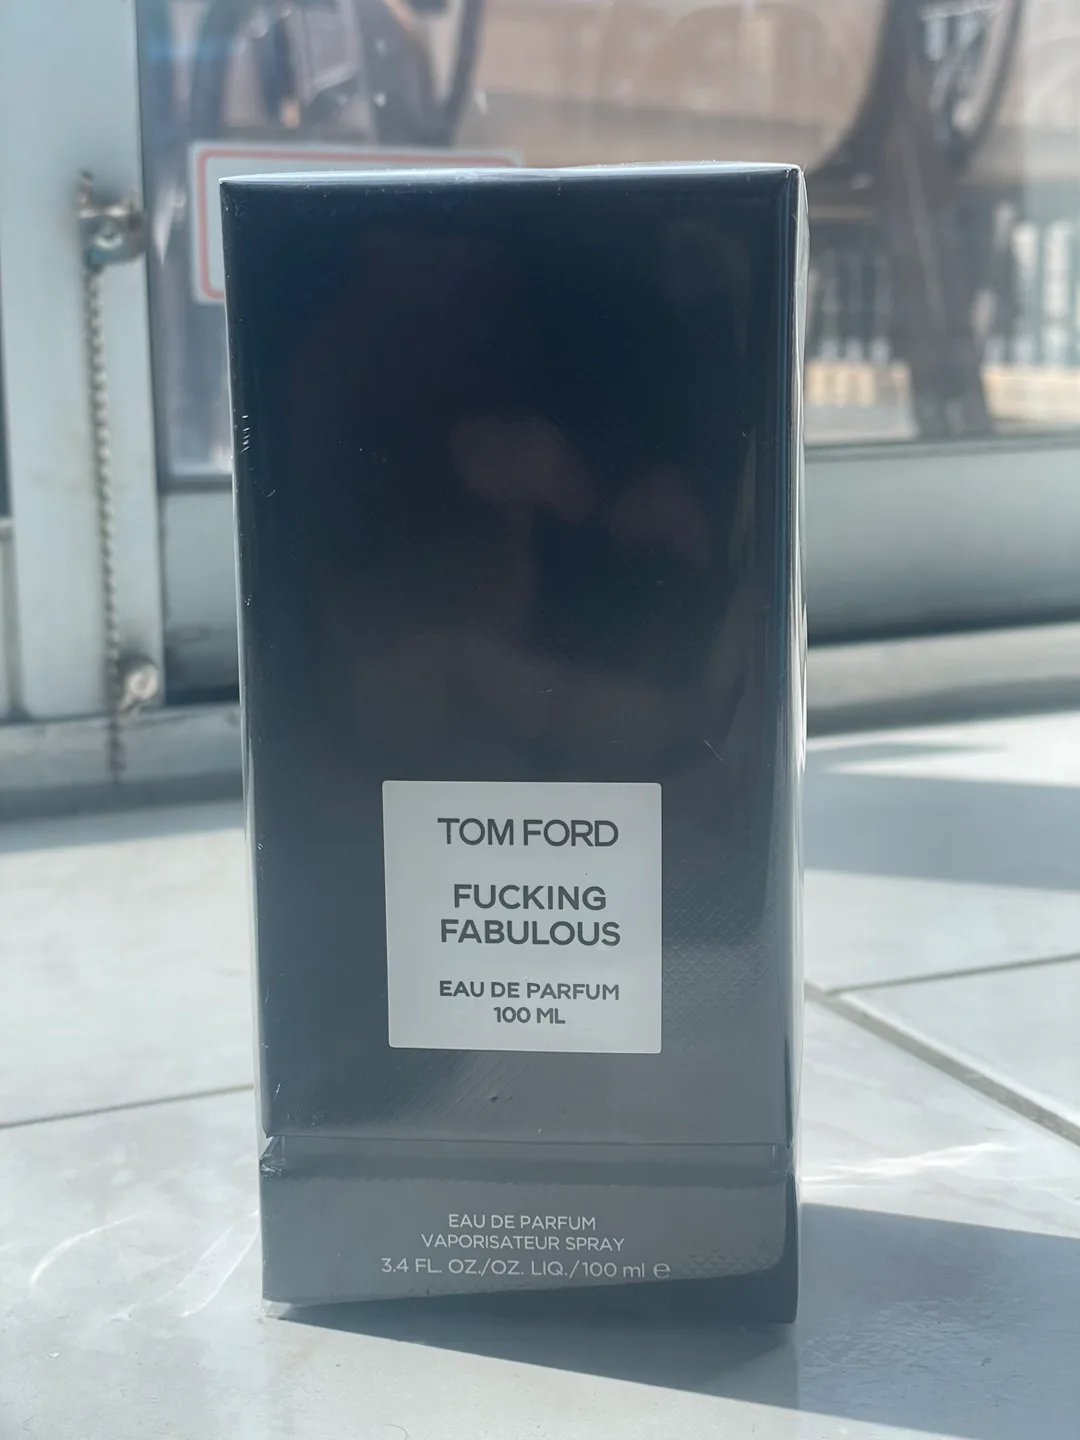 TOM FORD
FUCKING
FABULOUS
EAU DE PARFUM
100 ML
EAU DE PARFUM
VAPORISATEUR SPRAY
3.4 FL. OZ./OZ. LIQ./100 ml ℮